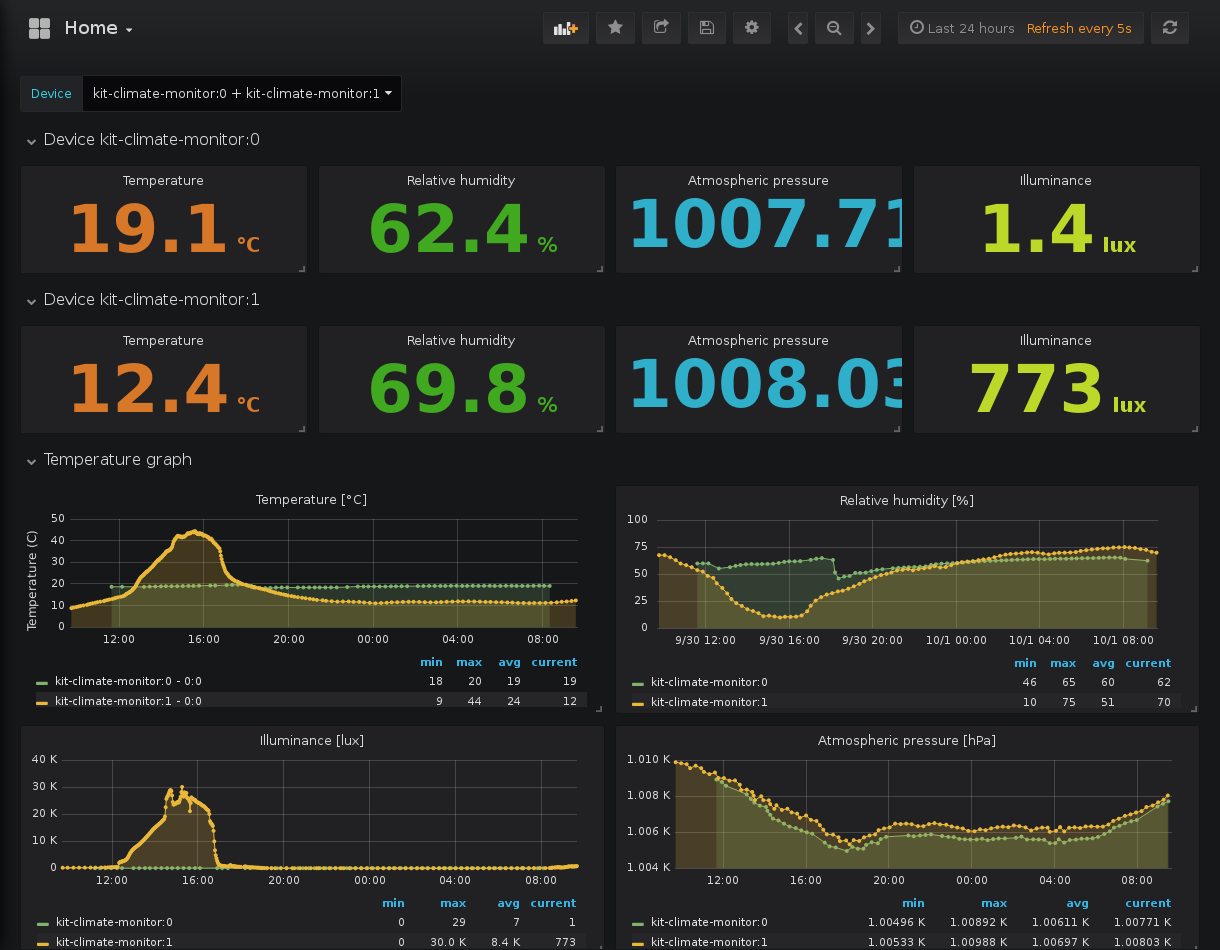 Home
Last 24 hours Refresh every 5s
Device kit-climate-monitor:0 + kit-climate-monitor:1
Device kit-climate-monitor:0
Temperature Relative humidity Atmospheric pressure Illuminance
19.1 °C 62.4 % 1007.71 1.4 lux
Device kit-climate-monitor:1
Temperature Relative humidity Atmospheric pressure Illuminance
12.4 °C 69.8 % 1008.03 773 lux
Temperature graph
Temperature [°C]
Temperature (C)
50
40
30
20
10
0
12:00 16:00 20:00 00:00 04:00 08:00
min max avg current
kit-climate-monitor:0 - 0:0 18 20 19 19
kit-climate-monitor:1 - 0:0 9 44 24 12
Relative humidity [%]
100
75
50
25
0
9/30 12:00 9/30 16:00 9/30 20:00 10/1 00:00 10/1 04:00 10/1 08:00
min max avg current
kit-climate-monitor:0 46 65 60 62
kit-climate-monitor:1 10 75 51 70
Illuminance [lux]
40 K
30 K
20 K
10 K
0
12:00 16:00 20:00 00:00 04:00 08:00
min max avg current
kit-climate-monitor:0 0 29 7 1
kit-climate-monitor:1 0 30.0 K 8.4 K 773
Atmospheric pressure [hPa]
1.010 K
1.008 K
1.006 K
1.004 K
12:00 16:00 20:00 00:00 04:00 08:00
min max avg current
kit-climate-monitor:0 1.00496 K 1.00892 K 1.00611 K 1.00771 K
kit-climate-monitor:1 1.00533 K 1.00988 K 1.00697 K 1.00803 K